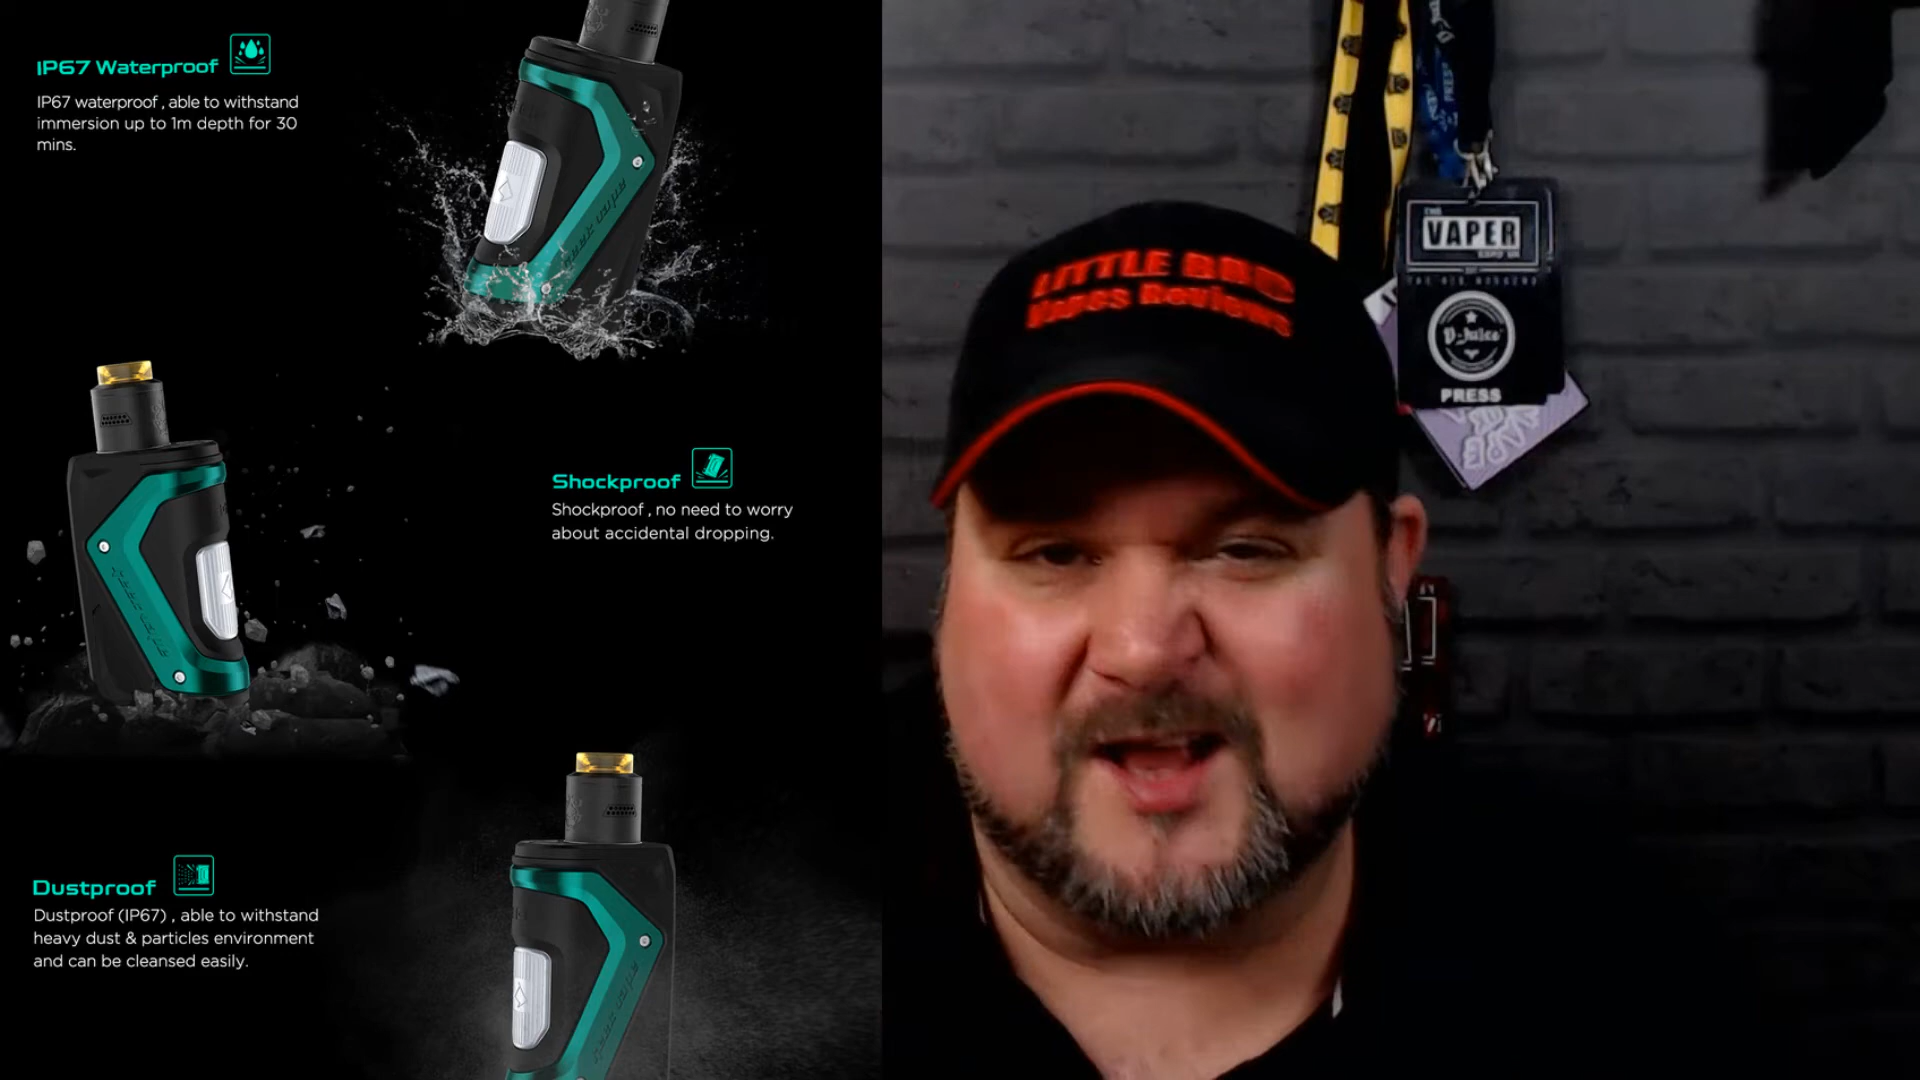 IP67 Waterproof
IP67 waterproof , able to withstand
immersion up to 1m depth for 30
mins.
Shockproof
Shockproof , no need to worry
about accidental dropping.
Dustproof
Dustproof (IP67) , able to withstand
heavy dust & particles environment
and can be cleansed easily.
LITTLE
Vapes Reviews
VAPER
PRESS